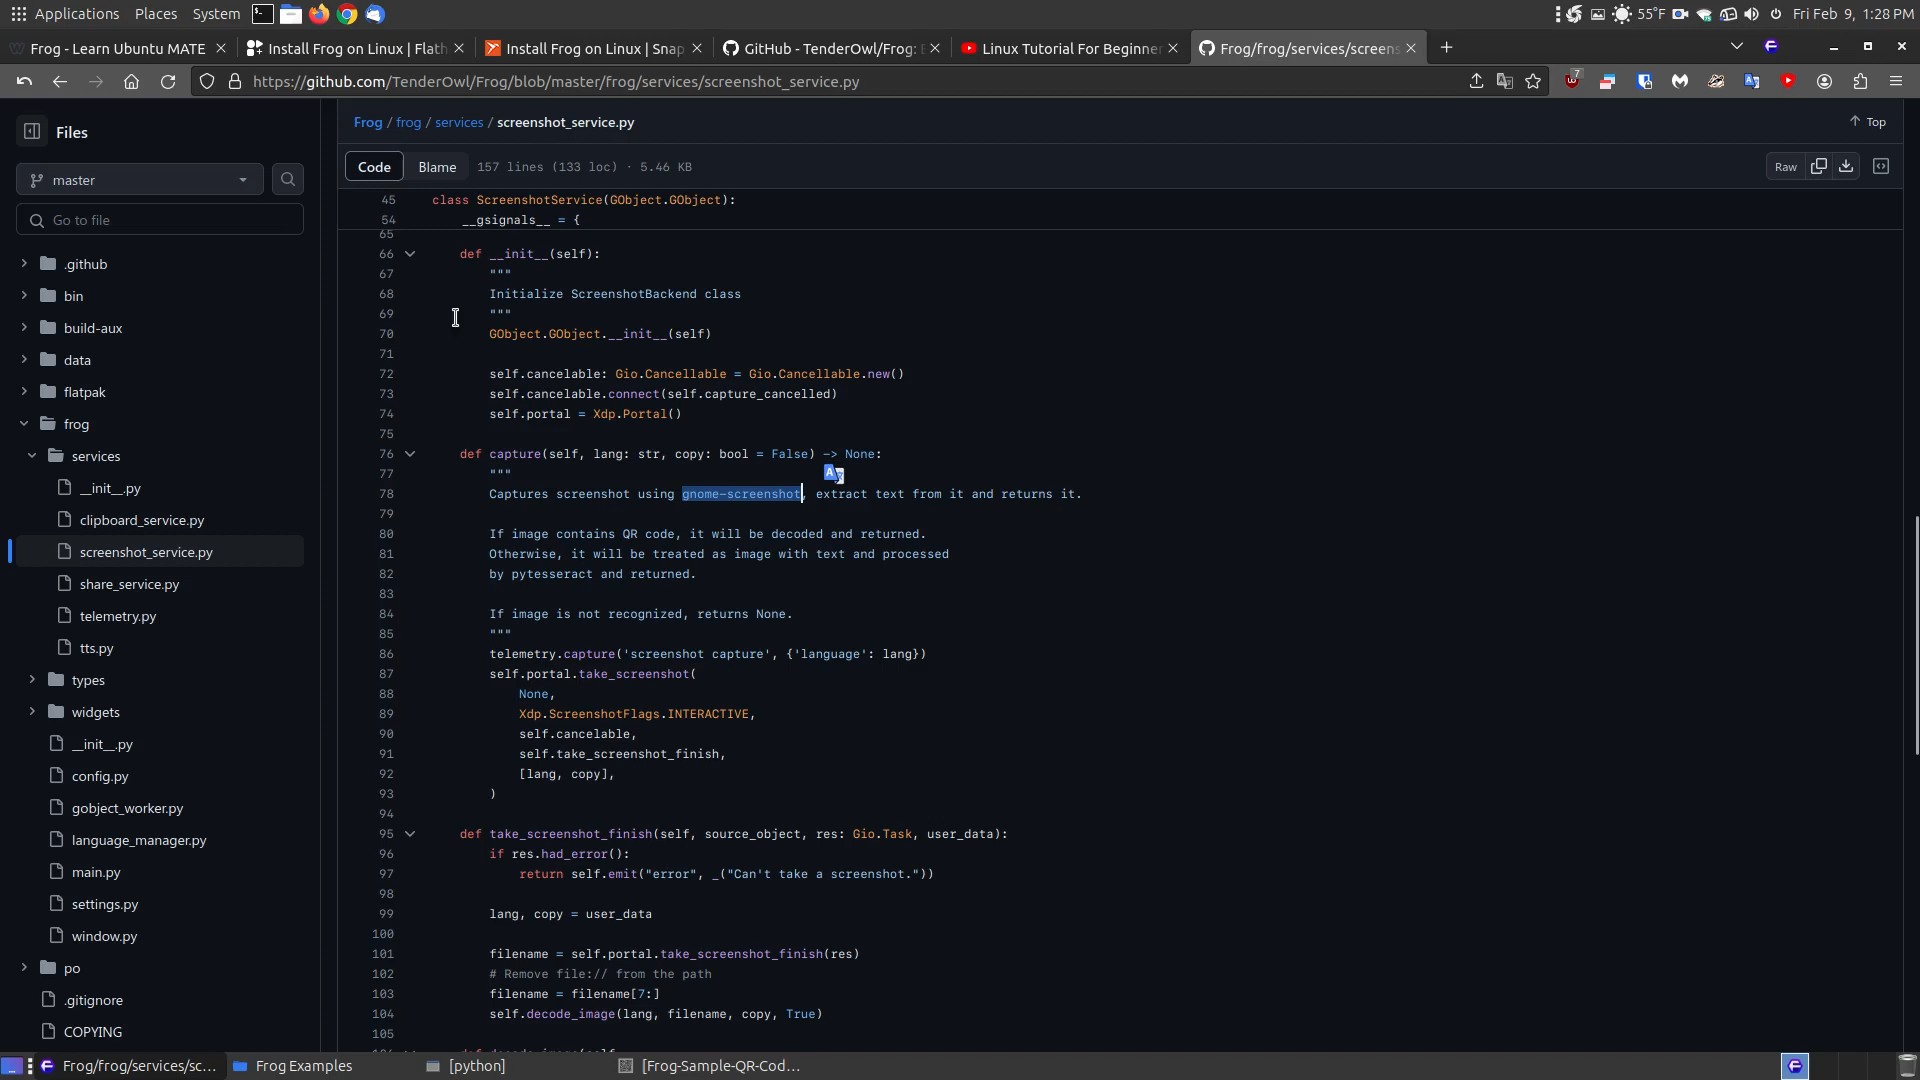 Applications Places System 55°F Fri Feb 9, 1:28 PM
Frog - Learn Ubuntu MATE
Install Frog on Linux | Flath
Install Frog on Linux | Snap
GitHub - TenderOwl/Frog: E
Linux Tutorial For Beginner
Frog/frog/services/screens
https://github.com/TenderOwl/Frog/blob/master/frog/services/screenshot_service.py
7
Files
master
Go to file
.github
bin
build-aux
data
flatpak
frog
services
__init__.py
clipboard_service.py
screenshot_service.py
share_service.py
telemetry.py
tts.py
types
widgets
__init__.py
config.py
gobject_worker.py
language_manager.py
main.py
settings.py
window.py
po
.gitignore
COPYING
Frog / frog / services / screenshot_service.py
Top
Code Blame 157 lines (133 loc) · 5.46 KB
Raw
45 class ScreenshotService(GObject.GObject):
54 __gsignals__ = {
65
66 def __init__(self):
67 """
68 Initialize ScreenshotBackend class
69 """
70 GObject.GObject.__init__(self)
71
72 self.cancelable: Gio.Cancellable = Gio.Cancellable.new()
73 self.cancelable.connect(self.capture_cancelled)
74 self.portal = Xdp.Portal()
75
76 def capture(self, lang: str, copy: bool = False) -> None:
77 """
78 Captures screenshot using gnome-screenshot, extract text from it and returns it.
79
80 If image contains QR code, it will be decoded and returned.
81 Otherwise, it will be treated as image with text and processed
82 by pytesseract and returned.
83
84 If image is not recognized, returns None.
85 """
86 telemetry.capture('screenshot capture', {'language': lang})
87 self.portal.take_screenshot(
88 None,
89 Xdp.ScreenshotFlags.INTERACTIVE,
90 self.cancelable,
91 self.take_screenshot_finish,
92 [lang, copy],
93 )
94
95 def take_screenshot_finish(self, source_object, res: Gio.Task, user_data):
96 if res.had_error():
97 return self.emit("error", _("Can't take a screenshot."))
98
99 lang, copy = user_data
100
101 filename = self.portal.take_screenshot_finish(res)
102 # Remove file:// from the path
103 filename = filename[7:]
104 self.decode_image(lang, filename, copy, True)
105
Frog/frog/services/sc...
Frog Examples
[python]
[Frog-Sample-QR-Cod...